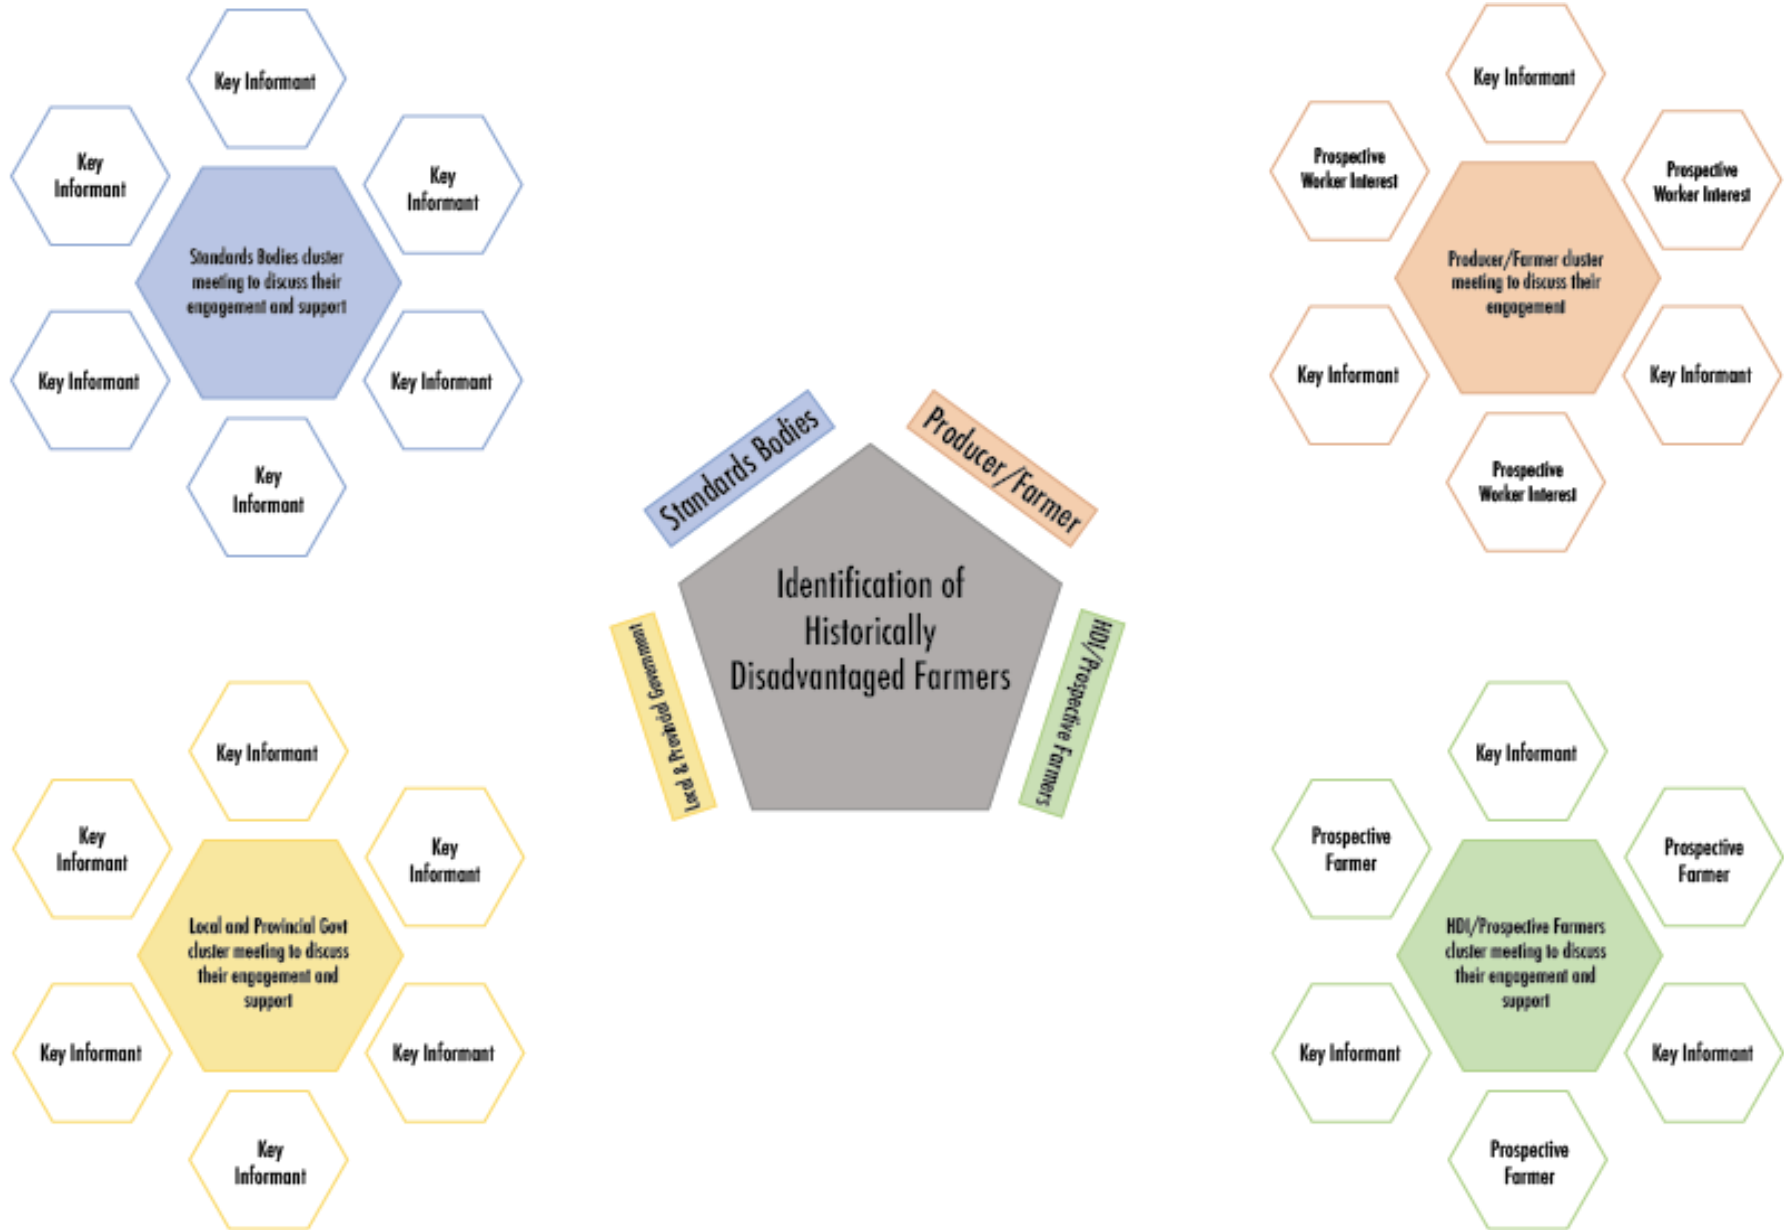 Key Informant
Key
Informant
Key
Informant
Standards Bodies cluster
meeting to discuss their
engagement and support
Key Informant
Key Informant
Key
Informant
Key Informant
Prospective
Worker Interest
Prospective
Worker Interest
Producer/Farmer cluster
meeting to discuss their
engagement
Key Informant
Key Informant
Prospective
Worker Interest
Standards Bodies
Producer/Farmer
Identification of
Historically
Disadvantaged Farmers
Local & Provincial Government
HDI/Prospective Farmers
Key Informant
Key
Informant
Key
Informant
Local and Provincial Govt
cluster meeting to discuss
their engagement and
support
Key Informant
Key Informant
Key
Informant
Key Informant
Prospective
Farmer
Prospective
Farmer
HDI/Prospective Farmers
cluster meeting to discuss
their engagement and
support
Key Informant
Key Informant
Prospective
Farmer